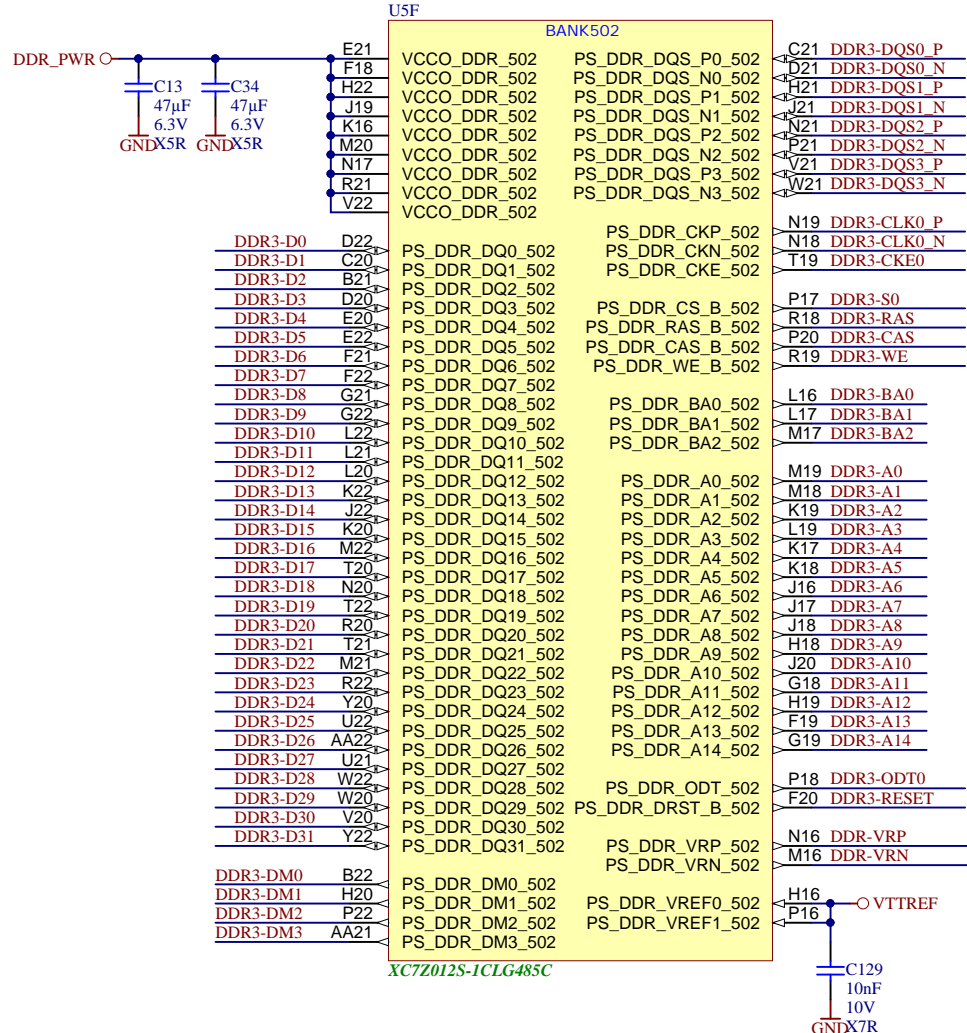 U5F
BANK502
DDR_PWR
C13
47µF
6.3V
X5R
GND
C34
47µF
6.3V
X5R
GND
E21 VCCO_DDR_502
F18 VCCO_DDR_502
H22 VCCO_DDR_502
J19 VCCO_DDR_502
K16 VCCO_DDR_502
M20 VCCO_DDR_502
N17 VCCO_DDR_502
R21 VCCO_DDR_502
V22 VCCO_DDR_502
DDR3-D0 D22 PS_DDR_DQ0_502
DDR3-D1 C20 PS_DDR_DQ1_502
DDR3-D2 B21 PS_DDR_DQ2_502
DDR3-D3 D20 PS_DDR_DQ3_502
DDR3-D4 E20 PS_DDR_DQ4_502
DDR3-D5 E22 PS_DDR_DQ5_502
DDR3-D6 F21 PS_DDR_DQ6_502
DDR3-D7 F22 PS_DDR_DQ7_502
DDR3-D8 G21 PS_DDR_DQ8_502
DDR3-D9 G22 PS_DDR_DQ9_502
DDR3-D10 L22 PS_DDR_DQ10_502
DDR3-D11 L21 PS_DDR_DQ11_502
DDR3-D12 L20 PS_DDR_DQ12_502
DDR3-D13 K22 PS_DDR_DQ13_502
DDR3-D14 J22 PS_DDR_DQ14_502
DDR3-D15 K20 PS_DDR_DQ15_502
DDR3-D16 M22 PS_DDR_DQ16_502
DDR3-D17 T20 PS_DDR_DQ17_502
DDR3-D18 N20 PS_DDR_DQ18_502
DDR3-D19 T22 PS_DDR_DQ19_502
DDR3-D20 R20 PS_DDR_DQ20_502
DDR3-D21 T21 PS_DDR_DQ21_502
DDR3-D22 M21 PS_DDR_DQ22_502
DDR3-D23 R22 PS_DDR_DQ23_502
DDR3-D24 Y20 PS_DDR_DQ24_502
DDR3-D25 U22 PS_DDR_DQ25_502
DDR3-D26 AA22 PS_DDR_DQ26_502
DDR3-D27 U21 PS_DDR_DQ27_502
DDR3-D28 W22 PS_DDR_DQ28_502
DDR3-D29 W20 PS_DDR_DQ29_502
DDR3-D30 V20 PS_DDR_DQ30_502
DDR3-D31 Y22 PS_DDR_DQ31_502
DDR3-DM0 B22 PS_DDR_DM0_502
DDR3-DM1 H20 PS_DDR_DM1_502
DDR3-DM2 P22 PS_DDR_DM2_502
DDR3-DM3 AA21 PS_DDR_DM3_502
PS_DDR_DQS_P0_502 C21 DDR3-DQS0_P
PS_DDR_DQS_N0_502 D21 DDR3-DQS0_N
PS_DDR_DQS_P1_502 H21 DDR3-DQS1_P
PS_DDR_DQS_N1_502 J21 DDR3-DQS1_N
PS_DDR_DQS_P2_502 N21 DDR3-DQS2_P
PS_DDR_DQS_N2_502 P21 DDR3-DQS2_N
PS_DDR_DQS_P3_502 V21 DDR3-DQS3_P
PS_DDR_DQS_N3_502 W21 DDR3-DQS3_N
PS_DDR_CKP_502 N19 DDR3-CLK0_P
PS_DDR_CKN_502 N18 DDR3-CLK0_N
PS_DDR_CKE_502 T19 DDR3-CKE0
PS_DDR_CS_B_502 P17 DDR3-S0
PS_DDR_RAS_B_502 R18 DDR3-RAS
PS_DDR_CAS_B_502 P20 DDR3-CAS
PS_DDR_WE_B_502 R19 DDR3-WE
PS_DDR_BA0_502 L16 DDR3-BA0
PS_DDR_BA1_502 L17 DDR3-BA1
PS_DDR_BA2_502 M17 DDR3-BA2
PS_DDR_A0_502 M19 DDR3-A0
PS_DDR_A1_502 M18 DDR3-A1
PS_DDR_A2_502 K19 DDR3-A2
PS_DDR_A3_502 L19 DDR3-A3
PS_DDR_A4_502 K17 DDR3-A4
PS_DDR_A5_502 K18 DDR3-A5
PS_DDR_A6_502 J16 DDR3-A6
PS_DDR_A7_502 J17 DDR3-A7
PS_DDR_A8_502 J18 DDR3-A8
PS_DDR_A9_502 H18 DDR3-A9
PS_DDR_A10_502 J20 DDR3-A10
PS_DDR_A11_502 G18 DDR3-A11
PS_DDR_A12_502 H19 DDR3-A12
PS_DDR_A13_502 F19 DDR3-A13
PS_DDR_A14_502 G19 DDR3-A14
PS_DDR_ODT_502 P18 DDR3-ODT0
PS_DDR_DRST_B_502 F20 DDR3-RESET
PS_DDR_VRP_502 N16 DDR-VRP
PS_DDR_VRN_502 M16 DDR-VRN
PS_DDR_VREF0_502 H16 VTTREF
PS_DDR_VREF1_502 P16
XC7Z012S-1CLG485C
C129
10nF
10V
X7R
GND